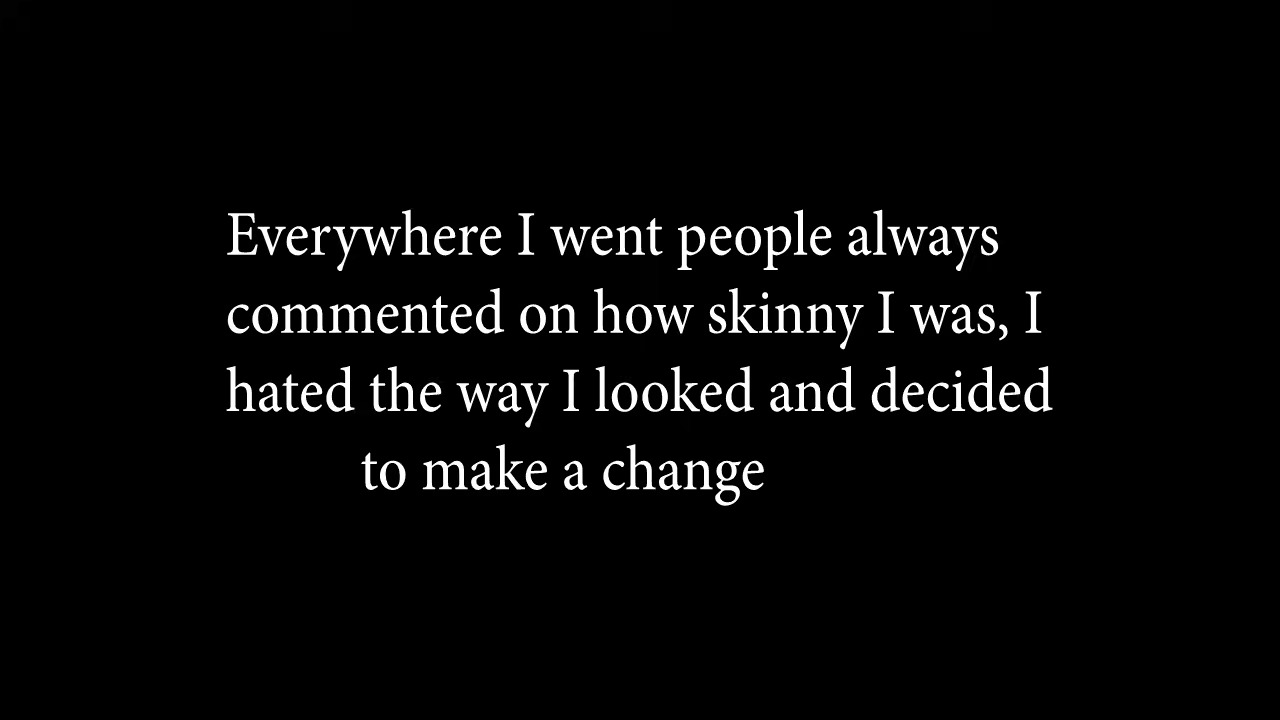 Everywhere I went people always
commented on how skinny I was, I
hated the way I looked and decided
to make a change